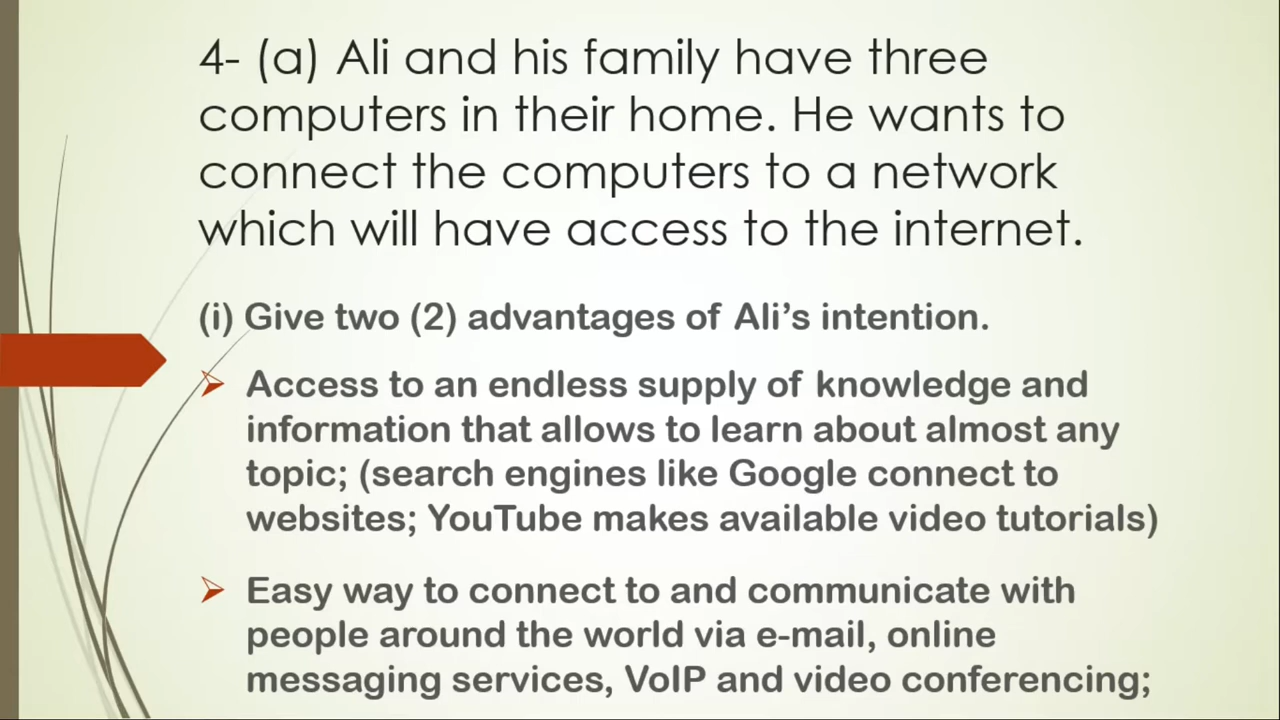 4- (a) Ali and his family have three
computers in their home. He wants to
connect the computers to a network
which will have access to the internet.
(i) Give two (2) advantages of Ali's intention.
Access to an endless supply of knowledge and
information that allows to learn about almost any
topic; (search engines like Google connect to
websites; YouTube makes available video tutorials)
Easy way to connect to and communicate with
people around the world via e-mail, online
messaging services, VoIP and video conferencing;